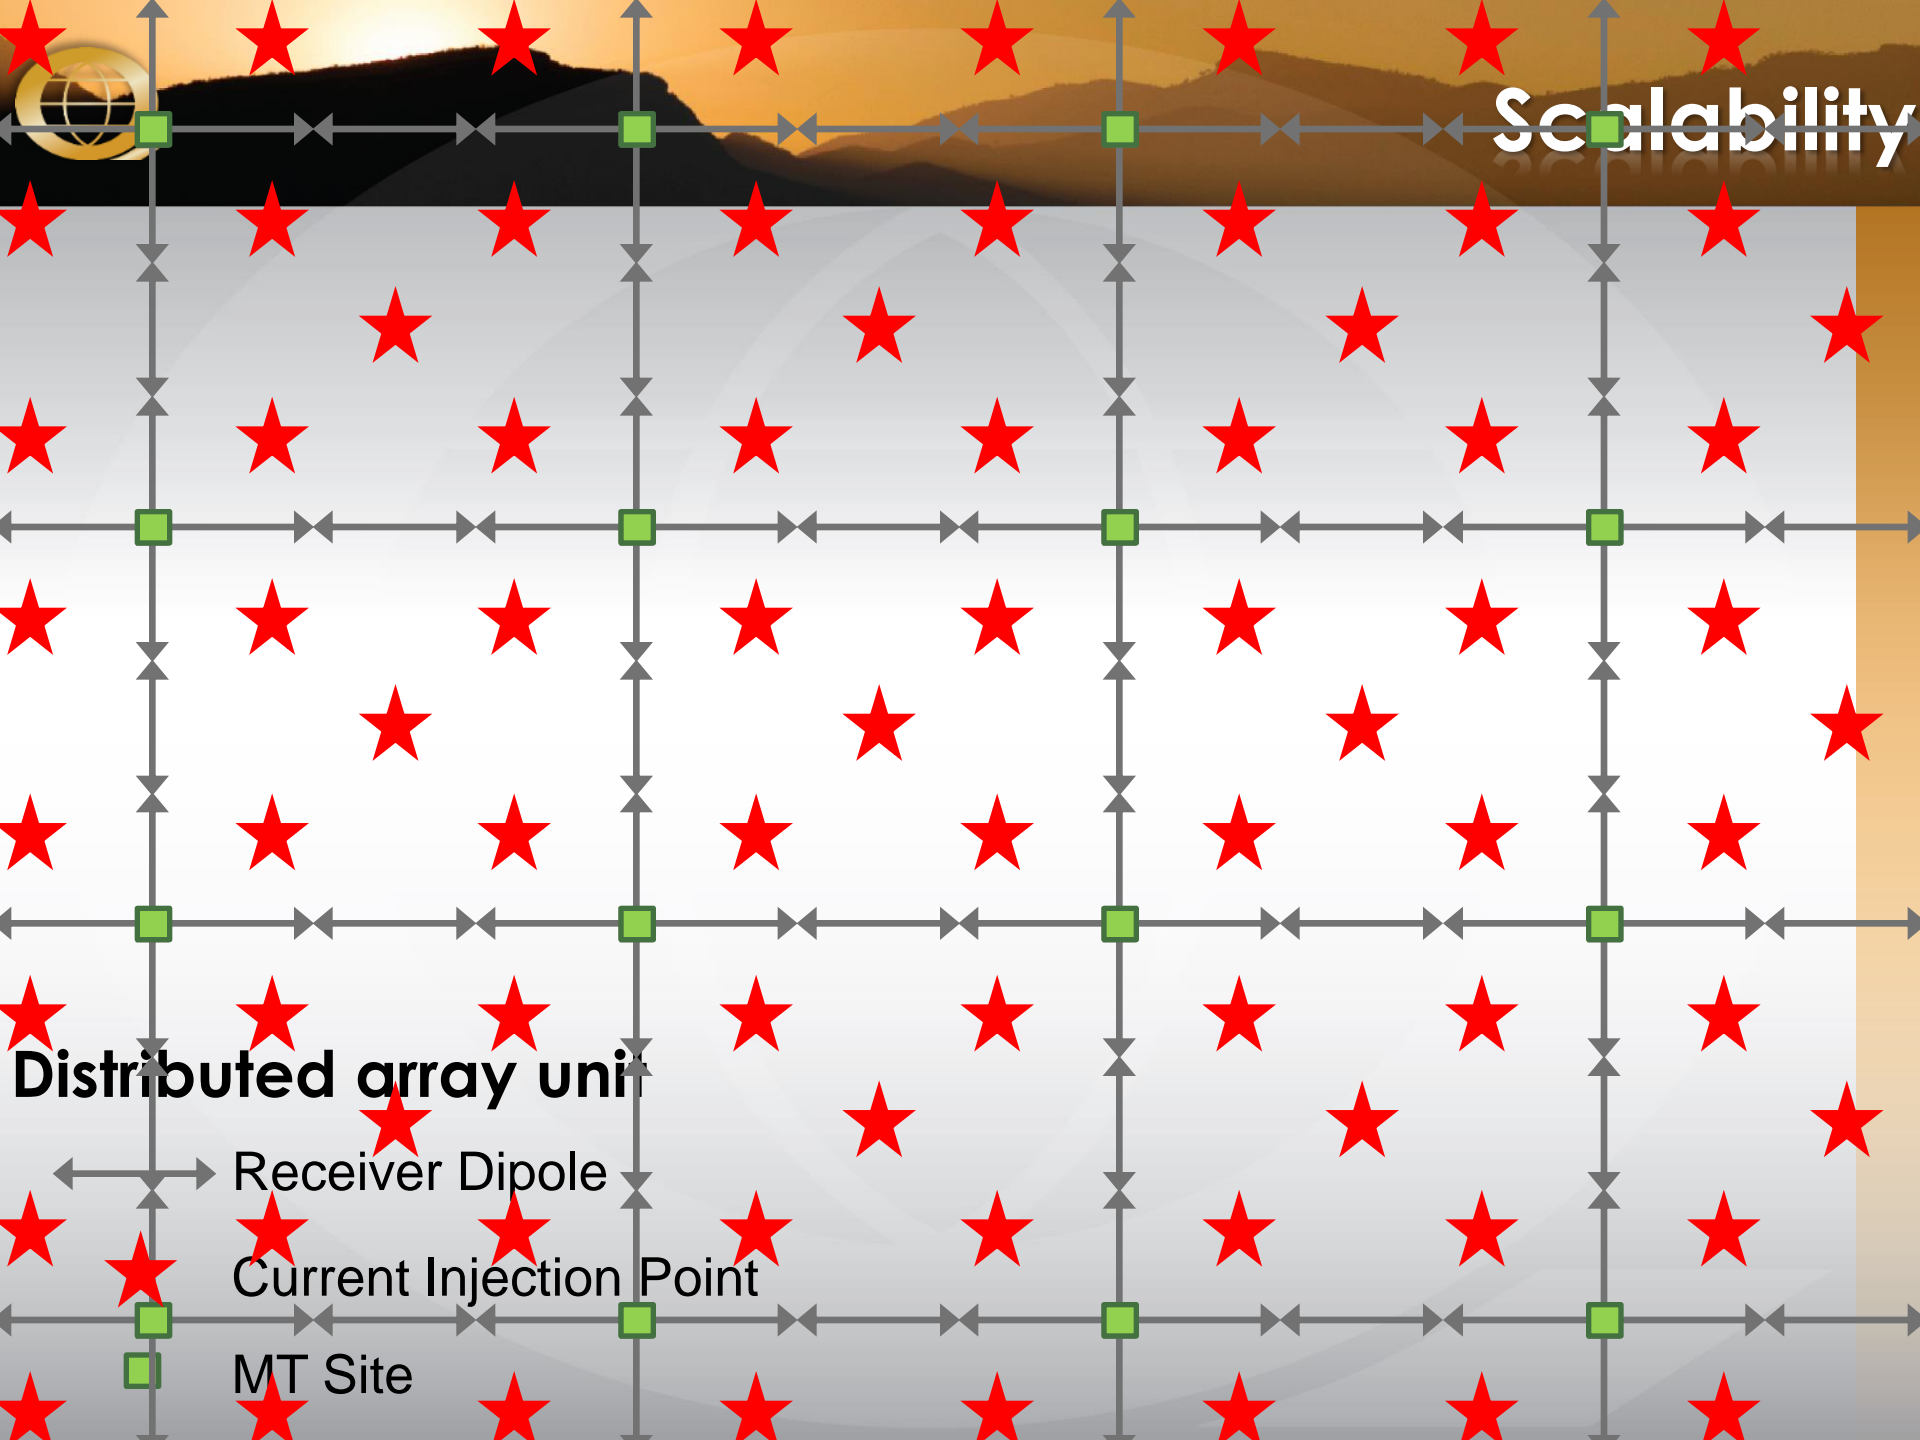 Scalability
Distributed array unit
Receiver Dipole
Current Injection Point
MT Site